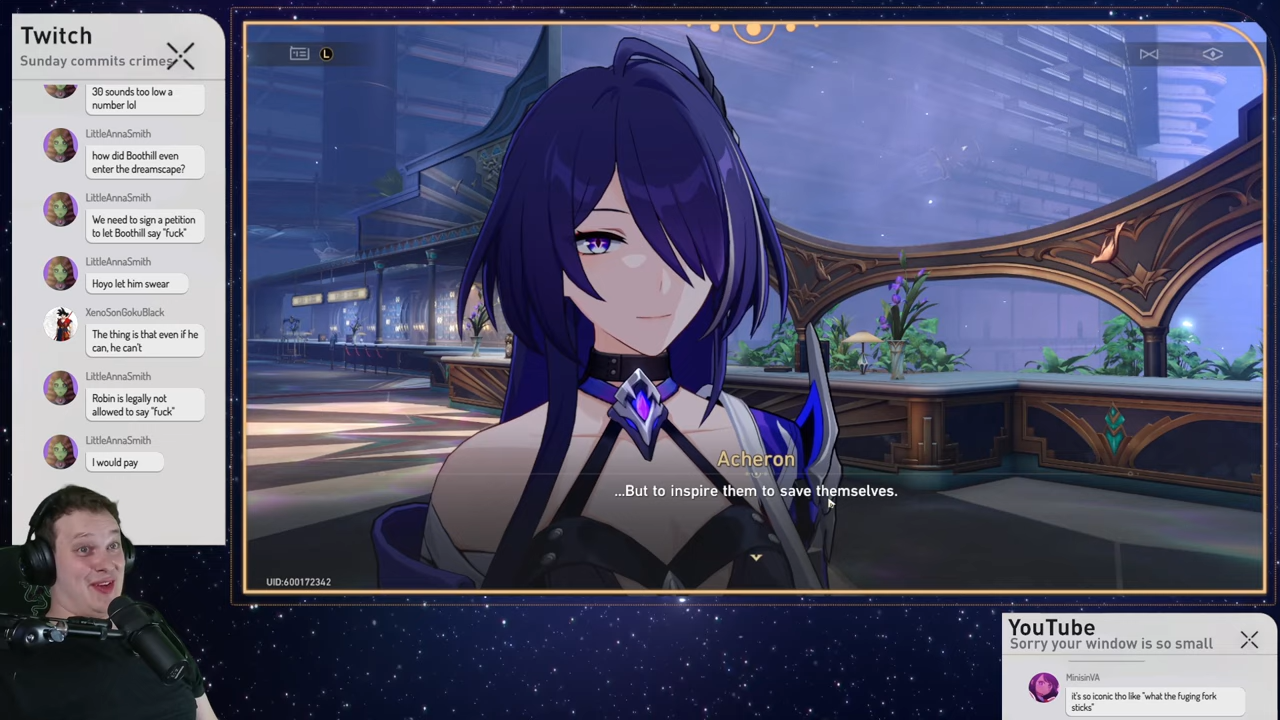 Twitch
Sunday commits crimes
30 sounds too low a
number lol
LittleAnnaSmith
how did Boothill even
enter the dreamscape?
LittleAnnaSmith
We need to sign a petition
to let Boothill say "fuck"
LittleAnnaSmith
Hoyo let him swear
XenoSonGokuBlack
The thing is that even if he
can, he can't
LittleAnnaSmith
Robin is legally not
allowed to say "fuck"
LittleAnnaSmith
I would pay
L
Acheron
...But to inspire them to save themselves.
UID:600172342
YouTube
Sorry your window is so small
MinisinVA
it's so iconic tho like "what the fuging fork
sticks"